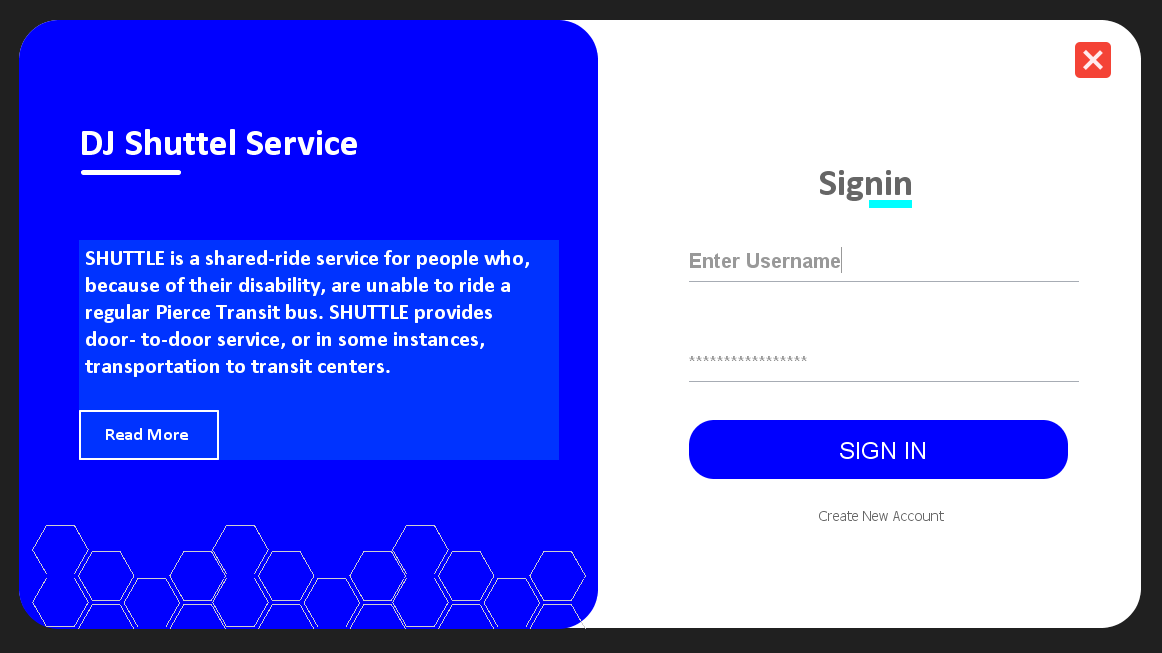 DJ Shuttel Service
SHUTTLE is a shared-ride service for people who,
because of their disability, are unable to ride a
regular Pierce Transit bus. SHUTTLE provides
door- to-door service, or in some instances,
transportation to transit centers.
Read More
Signin
Enter Username
*****************
SIGN IN
Create New Account